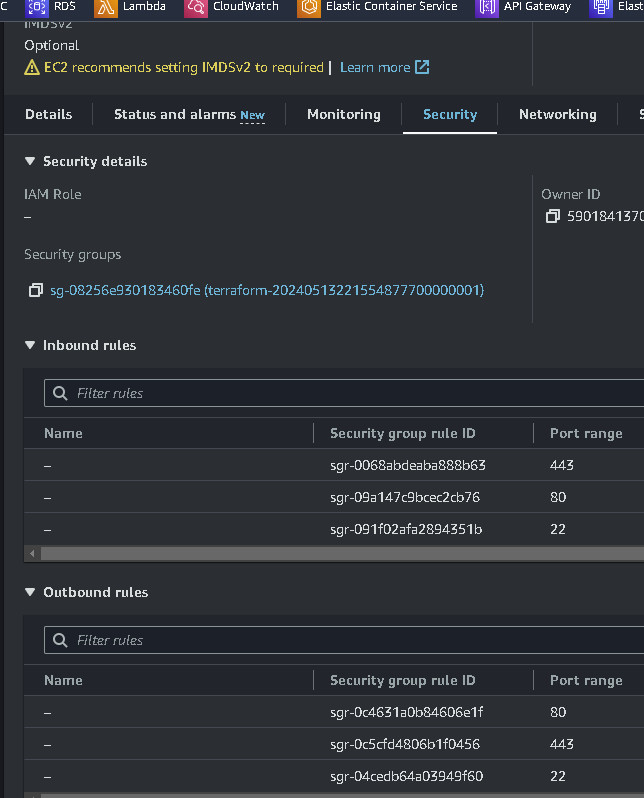 C RDS Lambda CloudWatch Elastic Container Service API Gateway Elast
IMDSv2
Optional
EC2 recommends setting IMDSv2 to required | Learn more
Details Status and alarms New Monitoring Security Networking S
Security details
IAM Role Owner ID
– 5901841370
Security groups
sg-08256e930183460fe (terraform-20240513221554877700000001)
Inbound rules
Filter rules
Name Security group rule ID Port range
– sgr-0068abdeaba888b63 443
– sgr-09a147c9bcec2cb76 80
– sgr-091f02afa2894351b 22
Outbound rules
Filter rules
Name Security group rule ID Port range
– sgr-0c4631a0b84606e1f 80
– sgr-0c5cfd4806b1f0456 443
– sgr-04cedb64a03949f60 22